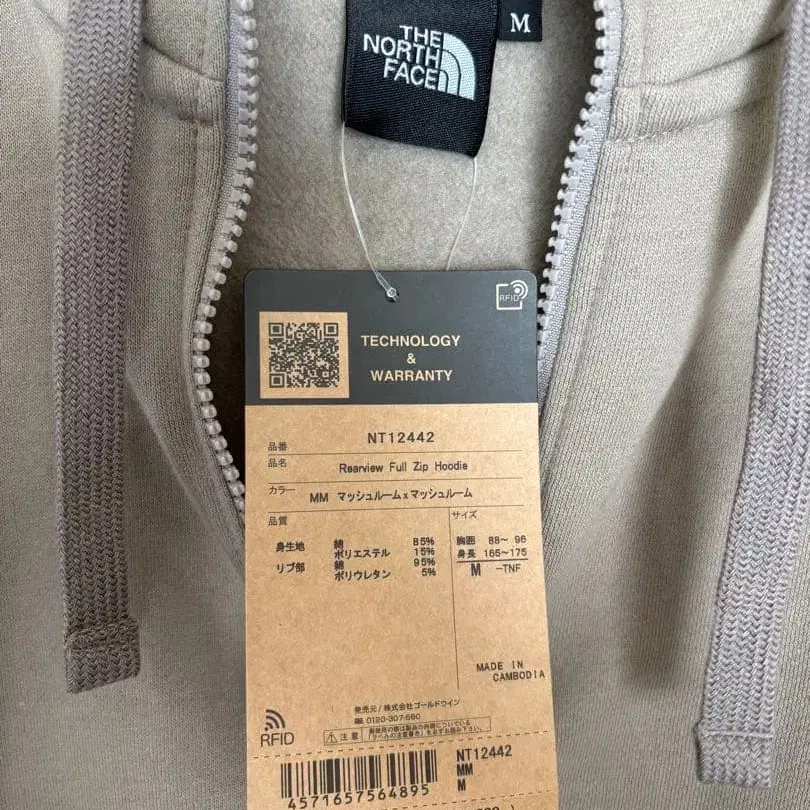 THE
NORTH
FACE
M
RFID
TECHNOLOGY
&
WARRANTY
品番 NT12442
品名 Rearview Full Zip Hoodie
カラー MM マッシュルームxマッシュルーム
品質
身生地 綿 85%
ポリエステル 15%
リブ部 綿 95%
ポリウレタン 5%
サイズ
胸囲 88～ 96
身長 165～175
M -TNF
MADE IN
CAMBODIA
発売元/株式会社ゴールドウイン
0120-307-560
RFID
注意
NT12442
MM
M
4571657564895